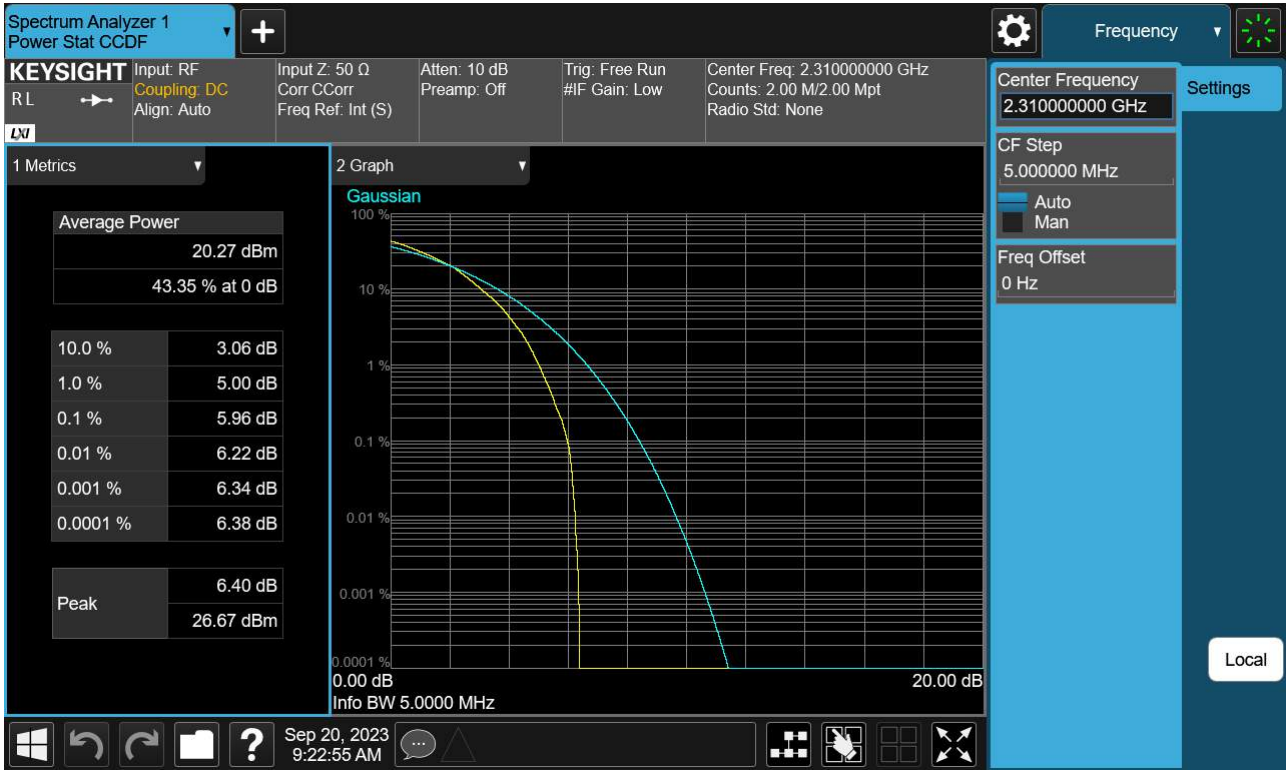 Spectrum Analyzer 1
Power Stat CCDF
+
Frequency
KEYSIGHT
R L
LXI
Input: RF
Coupling: DC
Align: Auto
Input Z: 50 Ω
Corr CCorr
Freq Ref: Int (S)
Atten: 10 dB
Preamp: Off
Trig: Free Run
#IF Gain: Low
Center Freq: 2.310000000 GHz
Counts: 2.00 M/2.00 Mpt
Radio Std: None
Center Frequency
2.310000000 GHz
Settings
CF Step
5.000000 MHz
Auto
Man
Freq Offset
0 Hz
Local
1 Metrics
Average Power
20.27 dBm
43.35 % at 0 dB
10.0 % 3.06 dB
1.0 % 5.00 dB
0.1 % 5.96 dB
0.01 % 6.22 dB
0.001 % 6.34 dB
0.0001 % 6.38 dB
Peak
6.40 dB
26.67 dBm
2 Graph
Gaussian
100 %
10 %
1 %
0.1 %
0.01 %
0.001 %
0.0001 %
0.00 dB 20.00 dB
Info BW 5.0000 MHz
?
Sep 20, 2023
9:22:55 AM